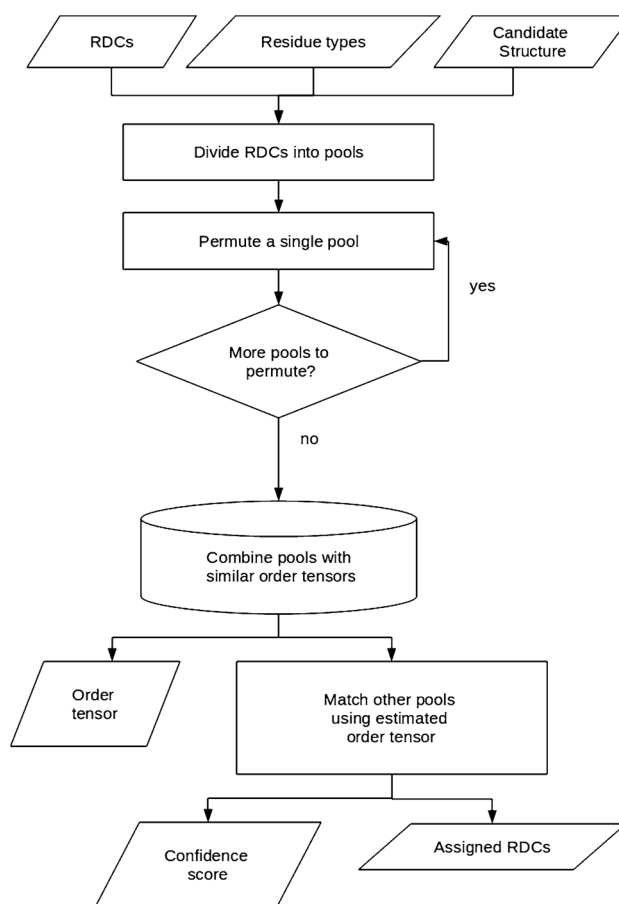 RDCs
Residue types
Candidate
Structure
Divide RDCs into pools
Permute a single pool
yes
More pools to
permute?
no
Combine pools with
similar order tensors
Order
tensor
Match other pools
using estimated
order tensor
Confidence
score
Assigned RDCs